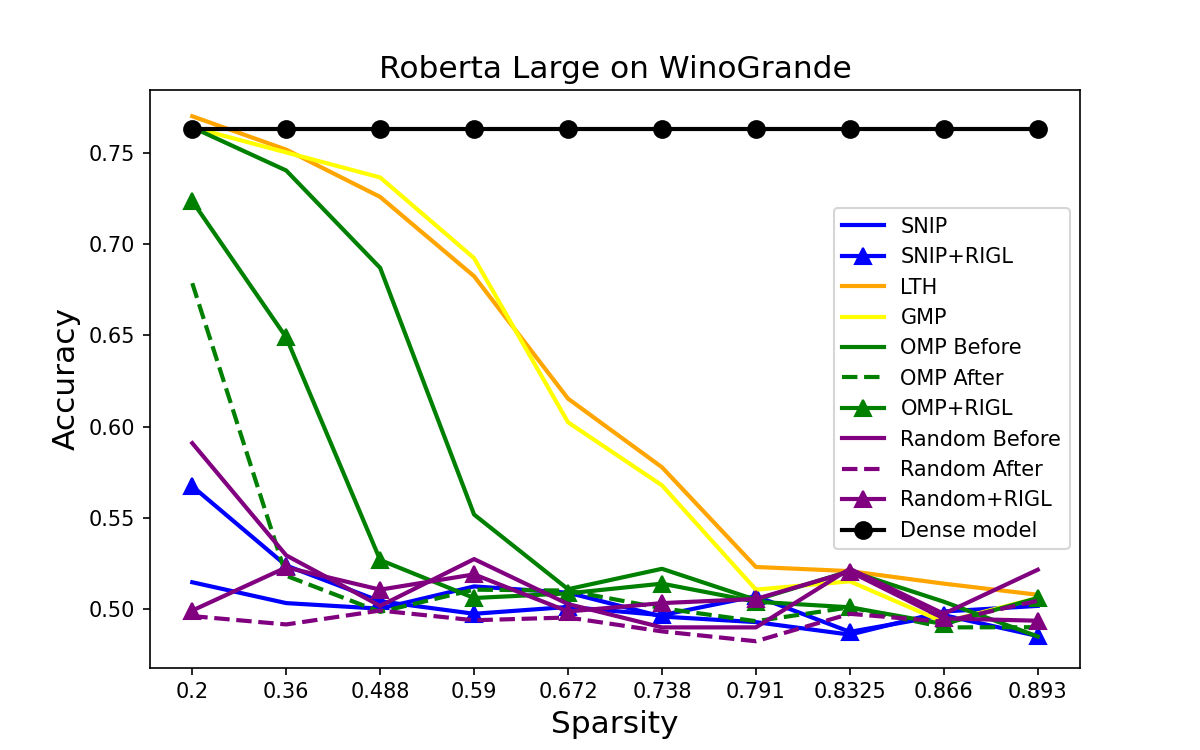 Roberta Large on WinoGrande
Accuracy
0.75
0.70
0.65
0.60
0.55
0.50
SNIP
SNIP+RIGL
LTH
GMP
OMP Before
OMP After
OMP+RIGL
Random Before
Random After
Random+RIGL
Dense model
0.2 0.36 0.488 0.59 0.672 0.738 0.791 0.8325 0.866 0.893
Sparsity